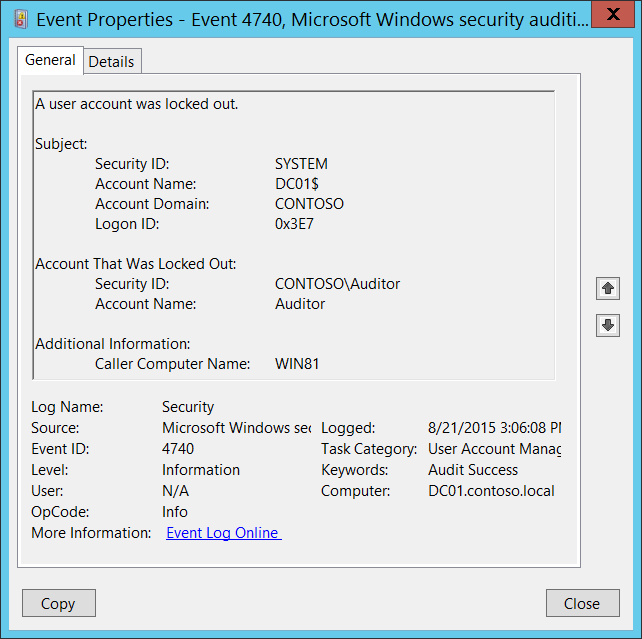 Event Properties - Event 4740, Microsoft Windows security auditi...
General Details
A user account was locked out.
Subject:
Security ID: SYSTEM
Account Name: DC01$
Account Domain: CONTOSO
Logon ID: 0x3E7
Account That Was Locked Out:
Security ID: CONTOSO\Auditor
Account Name: Auditor
Additional Information:
Caller Computer Name: WIN81
Log Name: Security
Source: Microsoft Windows sec Logged: 8/21/2015 3:06:08 PM
Event ID: 4740 Task Category: User Account Manag
Level: Information Keywords: Audit Success
User: N/A Computer: DC01.contoso.local
OpCode: Info
More Information: Event Log Online
Copy Close